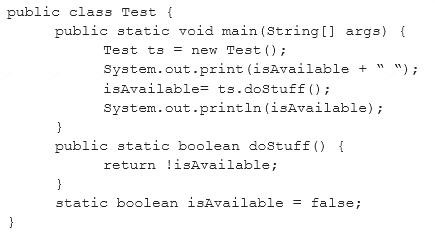 public class Test {
public static void main(String[] args) {
Test ts = new Test();
System.out.print(isAvailable + “ “);
isAvailable= ts.doStuff();
System.out.println(isAvailable);
}
public static boolean doStuff() {
return !isAvailable;
}
static boolean isAvailable = false;
}